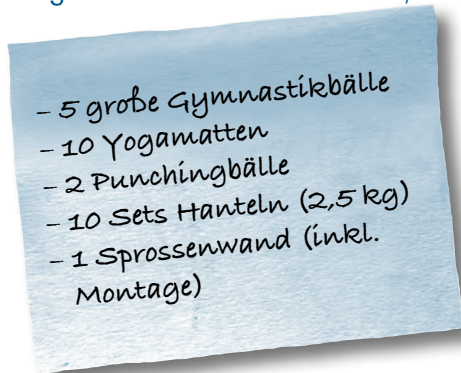 – 5 große Gymnastikbälle
– 10 Yogamatten
– 2 Punchingbälle
– 10 Sets Hanteln (2,5 kg)
– 1 Sprossenwand (inkl.
Montage)